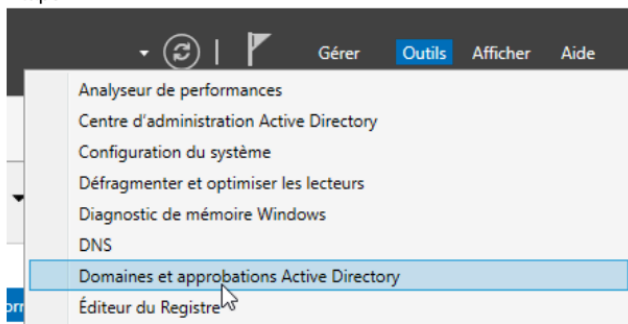 Gérer Outils Afficher Aide
Analyseur de performances
Centre d'administration Active Directory
Configuration du système
Défragmenter et optimiser les lecteurs
Diagnostic de mémoire Windows
DNS
Domaines et approbations Active Directory
Éditeur du Registre